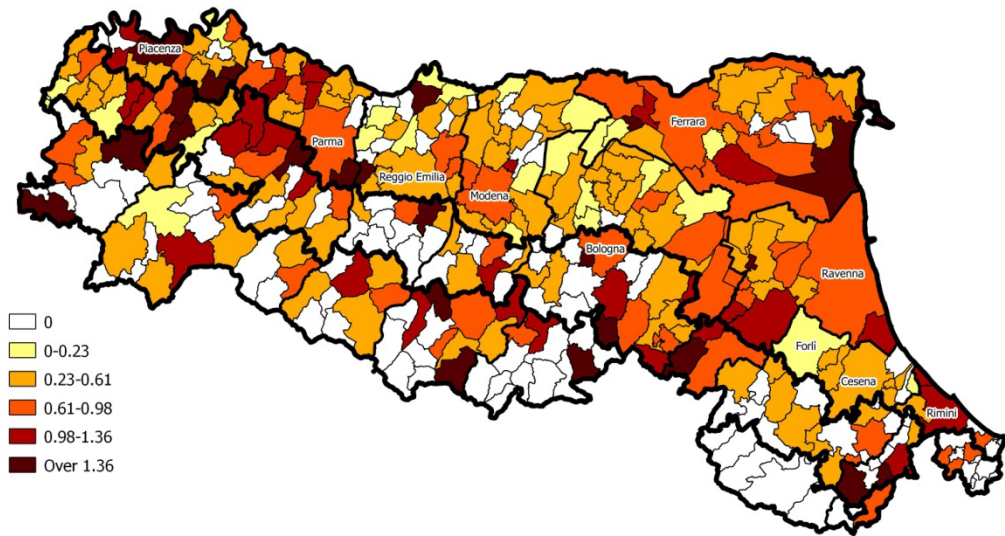 Piacenza
Parma
Reggio Emilia
Modena
Ferrara
Bologna
Ravenna
Forlì
Cesena
Rimini
0
0-0.23
0.23-0.61
0.61-0.98
0.98-1.36
Over 1.36